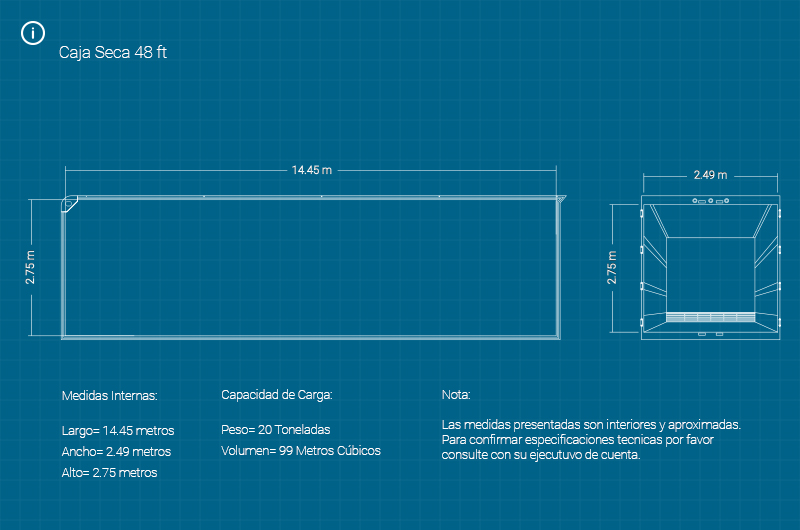 Caja Seca 48 ft
14.45 m
2.49 m
2.75 m
2.75 m
Medidas Internas:
Largo= 14.45 metros
Ancho= 2.49 metros
Alto= 2.75 metros
Capacidad de Carga:
Peso= 20 Toneladas
Volumen= 99 Metros Cúbicos
Nota:
Las medidas presentadas son interiores y aproximadas.
Para confirmar especificaciones tecnicas por favor
consulte con su ejecutuvo de cuenta.